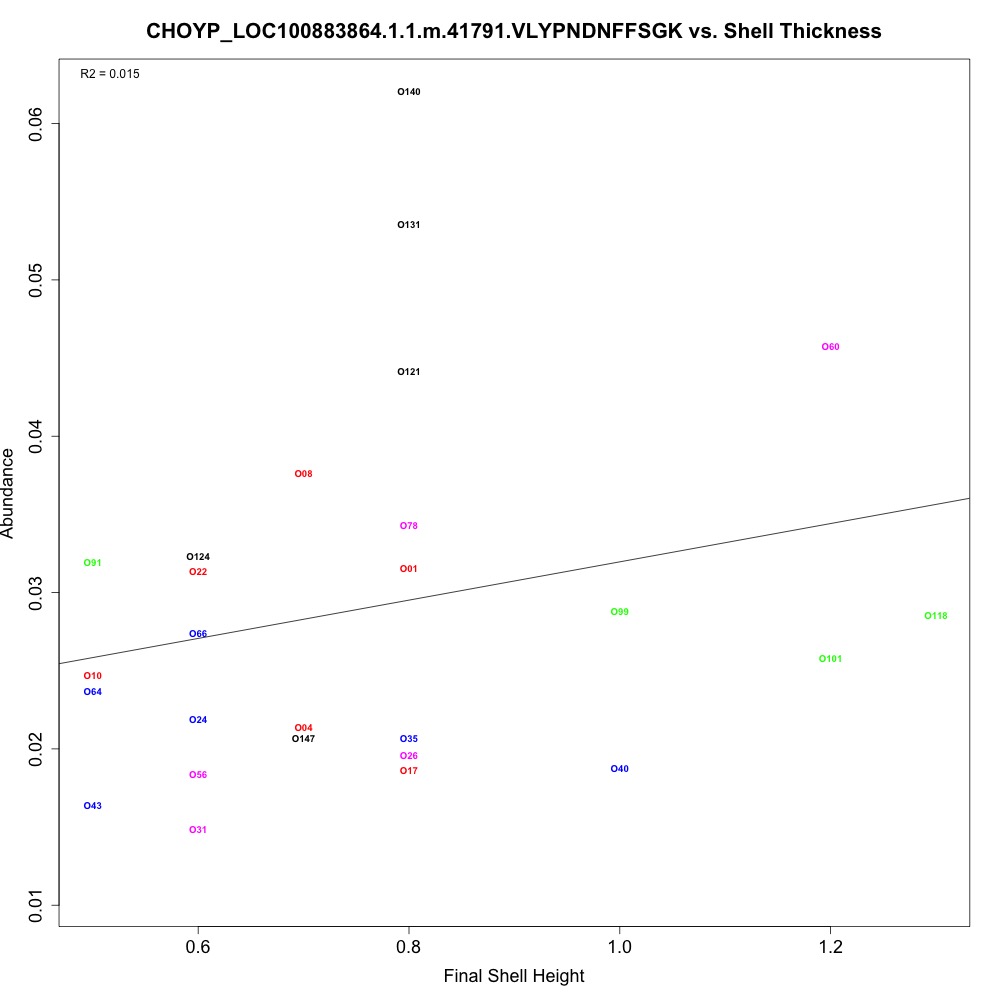 CHOYP_LOC100883864.1.1.m.41791.VLYPNDNFFSGK vs. Shell Thickness
R2 = 0.015
O140
0.06
O131
0.05
O60
O121
0.04
Abundance
O08
O78
O124
O91
O22
O01
0.03
O99
O118
O66
O101
O10
O64
O24
O04
O147
O35
0.02
O26
O40
O17
O56
O43
O31
0.01
0.6 0.8 1.0 1.2
Final Shell Height